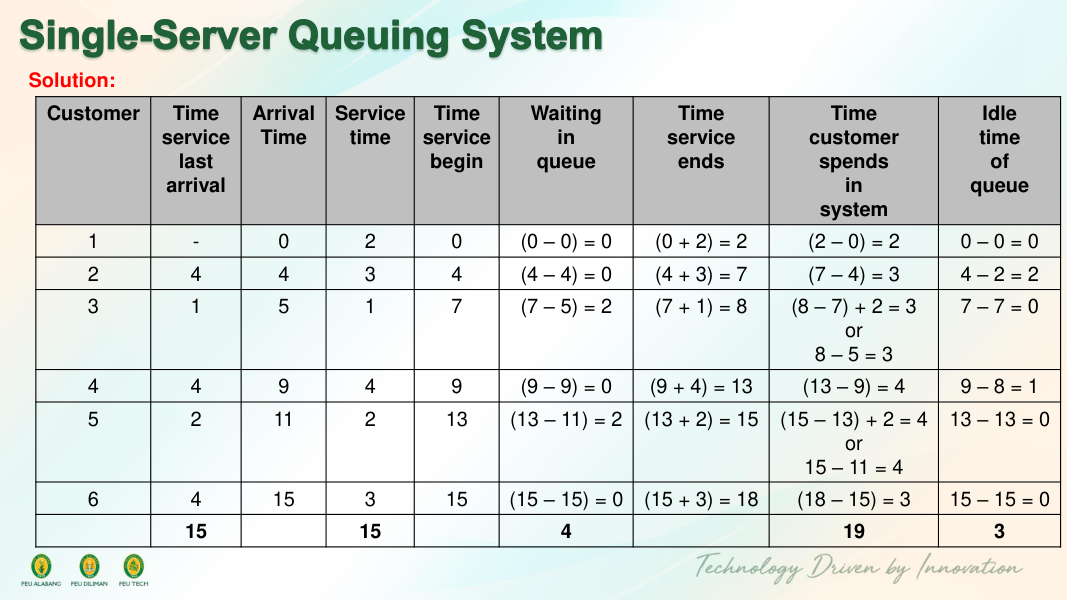 Single-Server Queuing System
Solution:
Customer
Time
service
last
arrival
Arrival
Time
Service
time
Time
service
begin
Waiting
in
queue
Time
service
ends
Time
customer
spends
in
system
Idle
time
of
queue
1 - 0 2 0 (0 – 0) = 0 (0 + 2) = 2 (2 – 0) = 2 0 – 0 = 0
2 4 4 3 4 (4 – 4) = 0 (4 + 3) = 7 (7 – 4) = 3 4 – 2 = 2
3 1 5 1 7 (7 – 5) = 2 (7 + 1) = 8 (8 – 7) + 2 = 3 7 – 7 = 0
or
8 – 5 = 3
4 4 9 4 9 (9 – 9) = 0 (9 + 4) = 13 (13 – 9) = 4 9 – 8 = 1
5 2 11 2 13 (13 – 11) = 2 (13 + 2) = 15 (15 – 13) + 2 = 4 13 – 13 = 0
or
15 – 11 = 4
6 4 15 3 15 (15 – 15) = 0 (15 + 3) = 18 (18 – 15) = 3 15 – 15 = 0
15 15 4 19 3
FEU ALABANG FEU DILIMAN FEU TECH
Technology Driven by Innovation